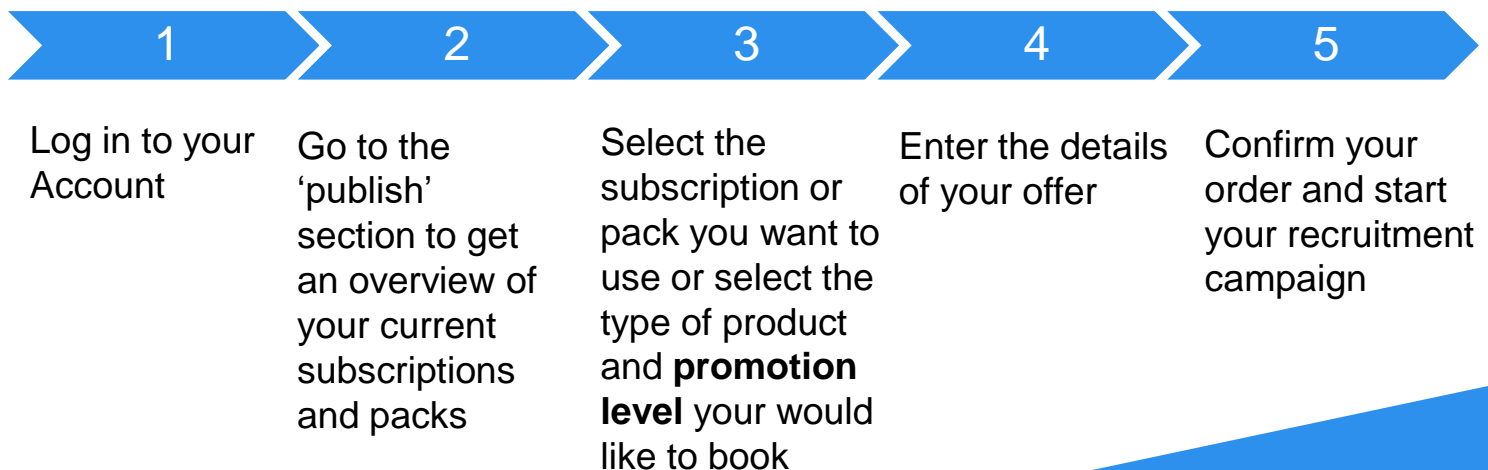 1
2
3
4
5
Log in to your
Account
Go to the
‘publish’
section to get
an overview of
your current
subscriptions
and packs
Select the
subscription or
pack you want to
use or select the
type of product
and promotion
level your would
like to book
Enter the details
of your offer
Confirm your
order and start
your recruitment
campaign